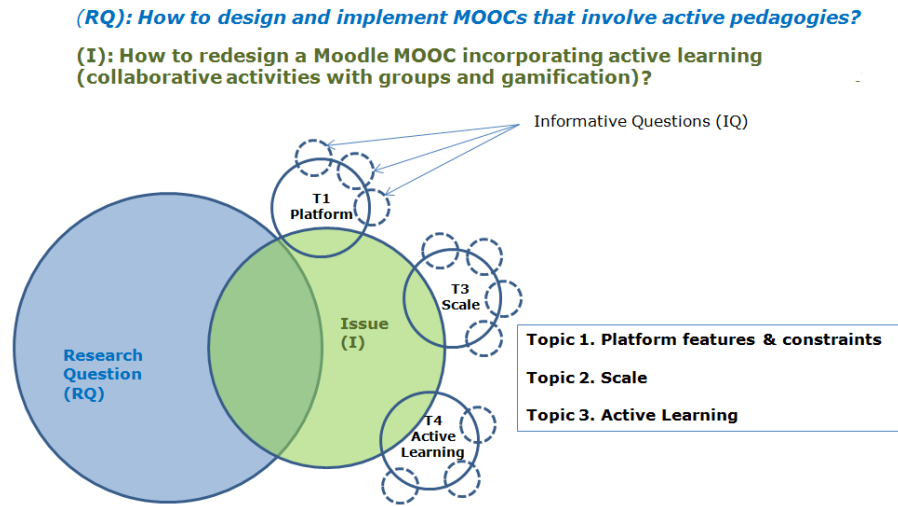 (RQ): How to design and implement MOOCs that involve active pedagogies?
(I): How to redesign a Moodle MOOC incorporating active learning
(collaborative activities with groups and gamification)?
-
Informative Questions (IQ)
T1
Platform
T3
Scale
Issue
(I)
Research
Question
(RQ)
Topic 1. Platform features & constraints
Topic 2. Scale
Topic 3. Active Learning
T4
Active
Learning